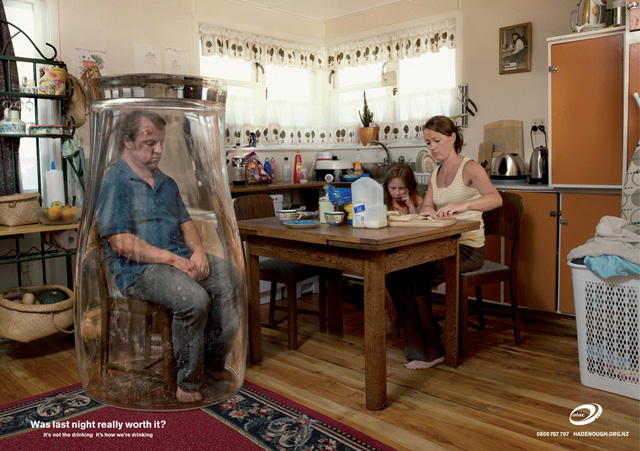 Was last night really worth it?
It's not the drinking It's how we're drinking
alac
0800 787 797 HADENOUGH.ORG.NZ